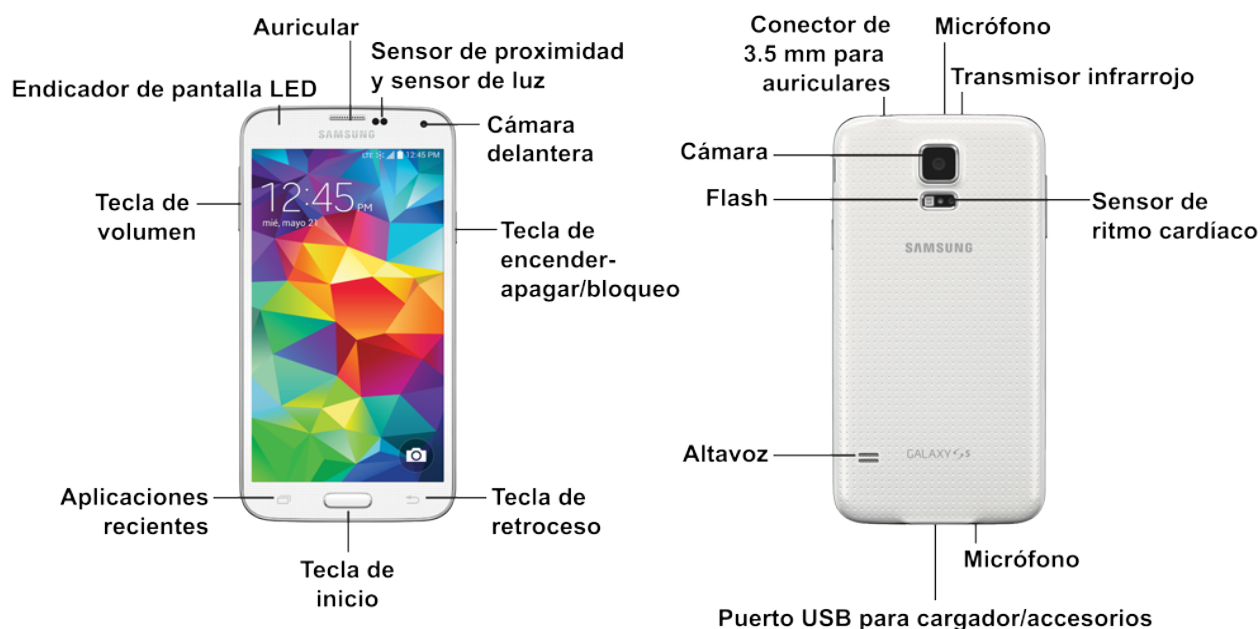 Auricular
Sensor de proximidad
y sensor de luz
Endicador de pantalla LED
SAMSUNG
Cámara
delantera
LTE 12:45 PM
12:45 PM
mié, mayo 21
Tecla de
volumen
Tecla de
encender-
apagar/bloqueo
Aplicaciones
recientes
Tecla de
retroceso
Tecla de
inicio
Conector de
3.5 mm para
auriculares
Micrófono
Transmisor infrarrojo
Cámara
Flash
Sensor de
ritmo cardíaco
SAMSUNG
Altavoz
GALAXY S5
Micrófono
Puerto USB para cargador/accesorios